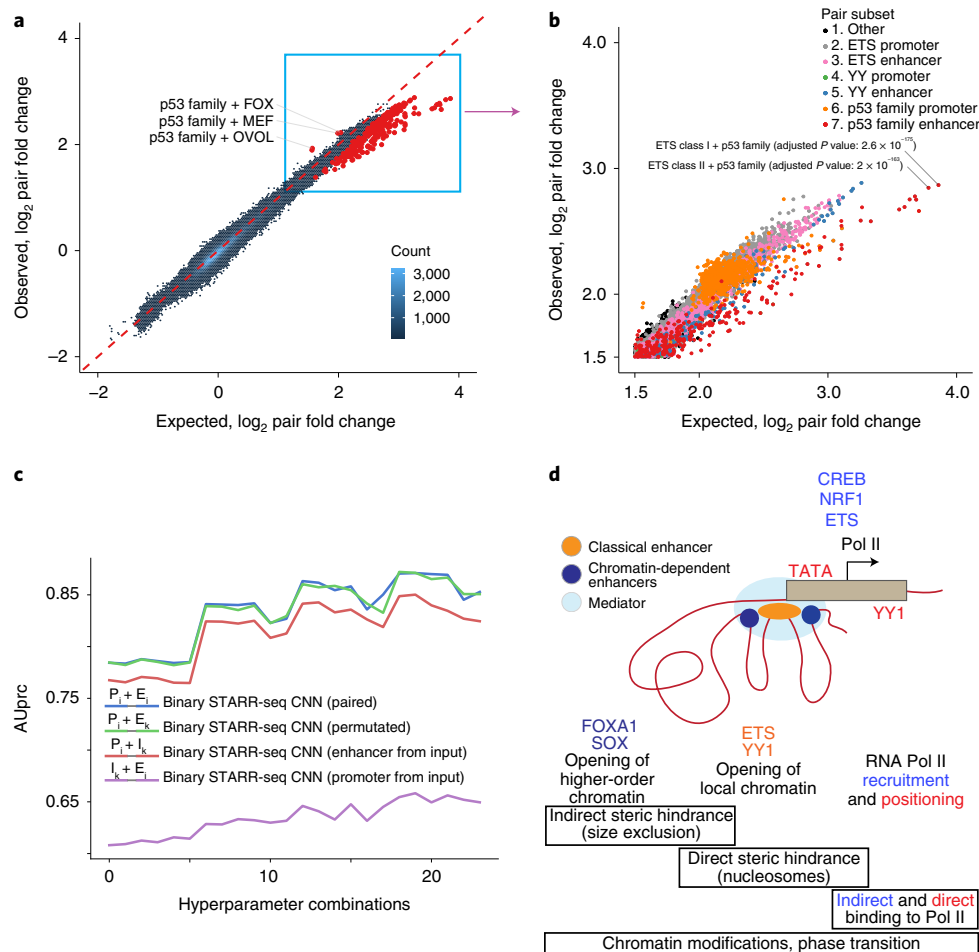 a
Observed, log2 pair fold change
4
2
0
−2
p53 family + FOX
p53 family + MEF
p53 family + OVOL
Count
3,000
2,000
1,000
−2
0
2
4
Expected, log2 pair fold change
b
Observed, log2 pair fold change
4.0
3.0
2.0
1.5
Pair subset
1. Other
2. ETS promoter
3. ETS enhancer
4. YY promoter
5. YY enhancer
6. p53 family promoter
7. p53 family enhancer
ETS class I + p53 family (adjusted P value: 2.6 × 10−175)
ETS class II + p53 family (adjusted P value: 2 × 10−163)
1.5
2.0
3.0
4.0
Expected, log2 pair fold change
c
AUprc
0.85
0.75
0.65
Pi + Ei Binary STARR-seq CNN (paired)
Pi + Ek Binary STARR-seq CNN (permutated)
Pi + Ik Binary STARR-seq CNN (enhancer from input)
Ik + Ei Binary STARR-seq CNN (promoter from input)
0
10
20
Hyperparameter combinations
d
CREB
NRF1
ETS
Pol II
Classical enhancer
Chromatin-dependent
enhancers
Mediator
TATA
YY1
FOXA1
SOX
Opening of
higher-order
chromatin
ETS
YY1
Opening of
local chromatin
RNA Pol II
recruitment
and positioning
Indirect steric hindrance
(size exclusion)
Direct steric hindrance
(nucleosomes)
Indirect and direct
binding to Pol II
Chromatin modifications, phase transition